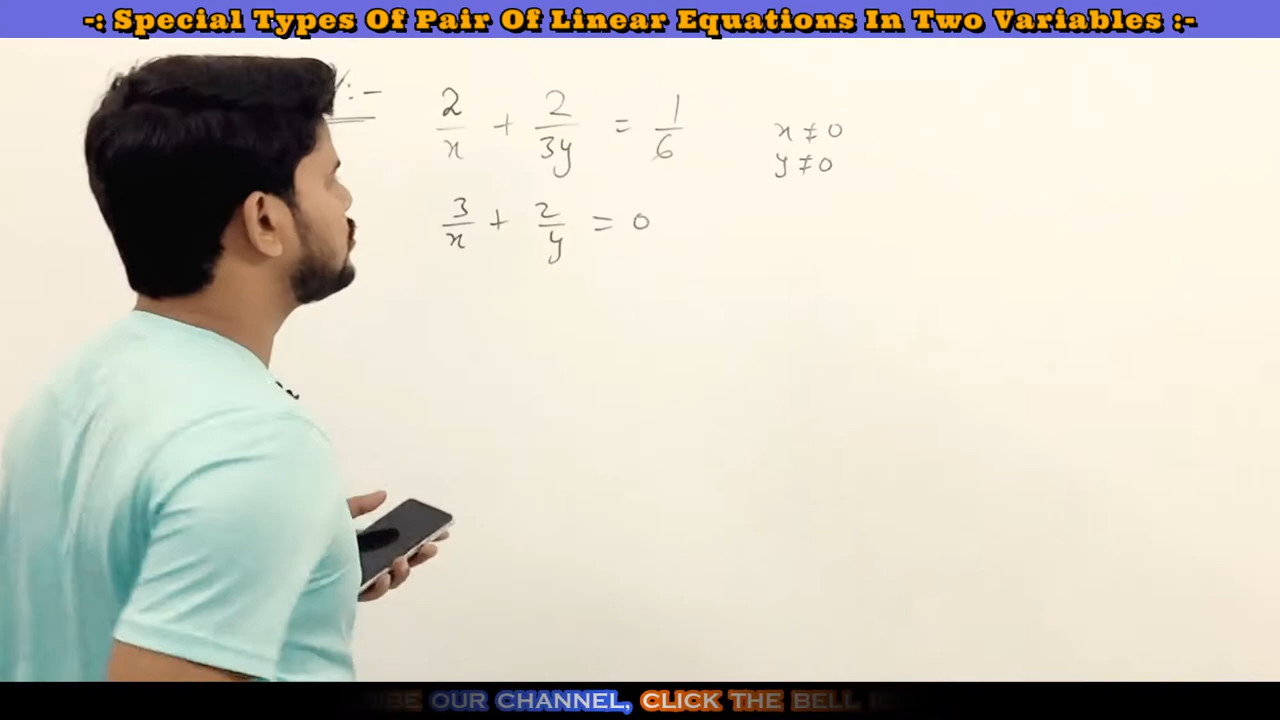 -: Special Types Of Pair Of Linear Equations In Two Variables :-
:-
2/x + 2/3y = 1/6
x ≠ 0
y ≠ 0
3/x + 2/y = 0
OUR CHANNEL, CLICK THE BELL